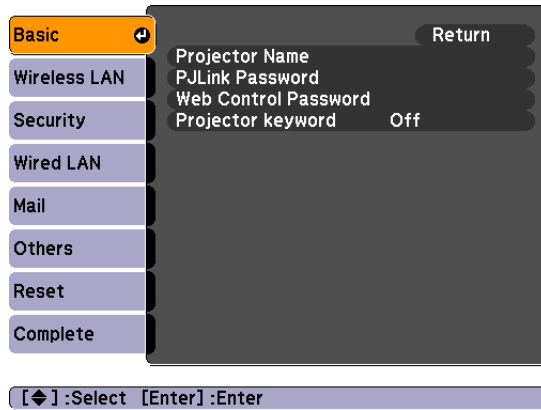 Basic
Wireless LAN
Security
Wired LAN
Mail
Others
Reset
Complete
Return
Projector Name
PJLink Password
Web Control Password
Projector keyword Off
[◆] :Select [Enter] :Enter